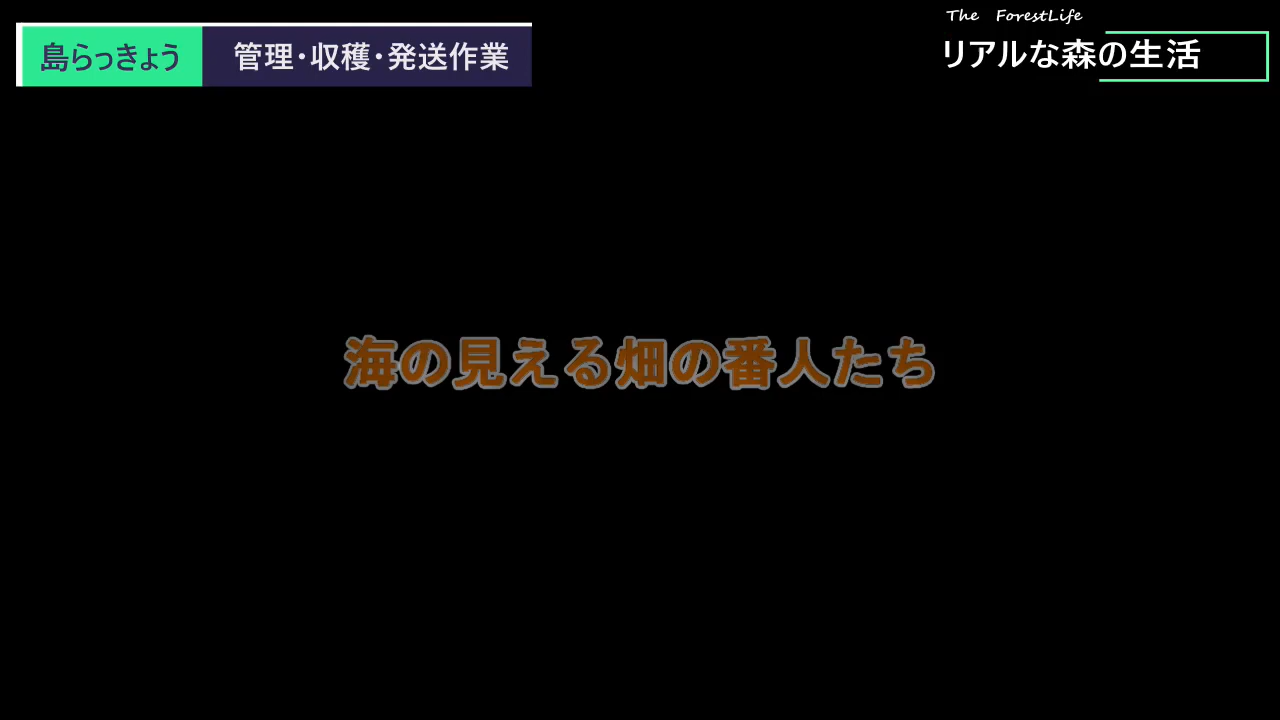 島らっきょう 管理・収穫・発送作業
The ForestLife
リアルな森の生活
海の見える畑の番人たち